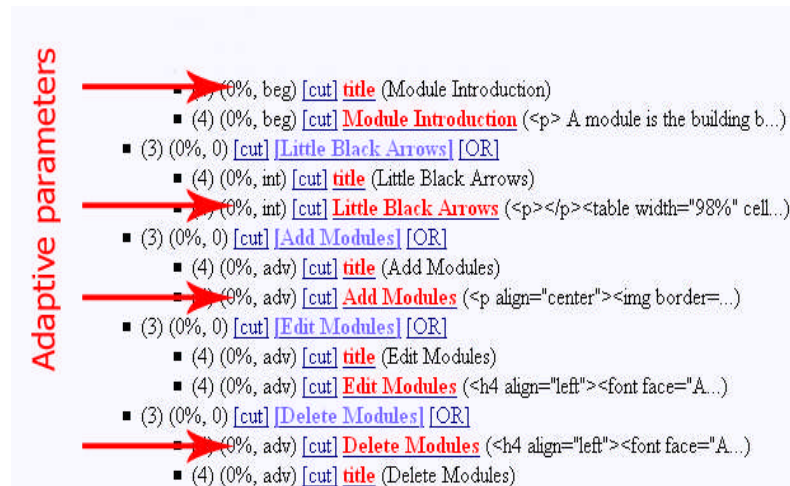 Adaptive parameters
(0%, beg) [cut] title (Module Introduction)
(4) (0%, beg) [cut] Module Introduction (<p> A module is the building b...)
(3) (0%, 0) [cut] [Little Black Arrows] [OR]
(4) (0%, int) [cut] title (Little Black Arrows)
(0%, int) [cut] Little Black Arrows (<p></p><table width="98%" cell...)
(3) (0%, 0) [cut] [Add Modules] [OR]
(4) (0%, adv) [cut] title (Add Modules)
(0%, adv) [cut] Add Modules (<p align="center"><img border=...)
(3) (0%, 0) [cut] [Edit Modules] [OR]
(4) (0%, adv) [cut] title (Edit Modules)
(4) (0%, adv) [cut] Edit Modules (<h4 align="left"><font face="A...)
(3) (0%, 0) [cut] [Delete Modules] [OR]
(0%, adv) [cut] Delete Modules (<h4 align="left"><font face="A...)
(4) (0%, adv) [cut] title (Delete Modules)